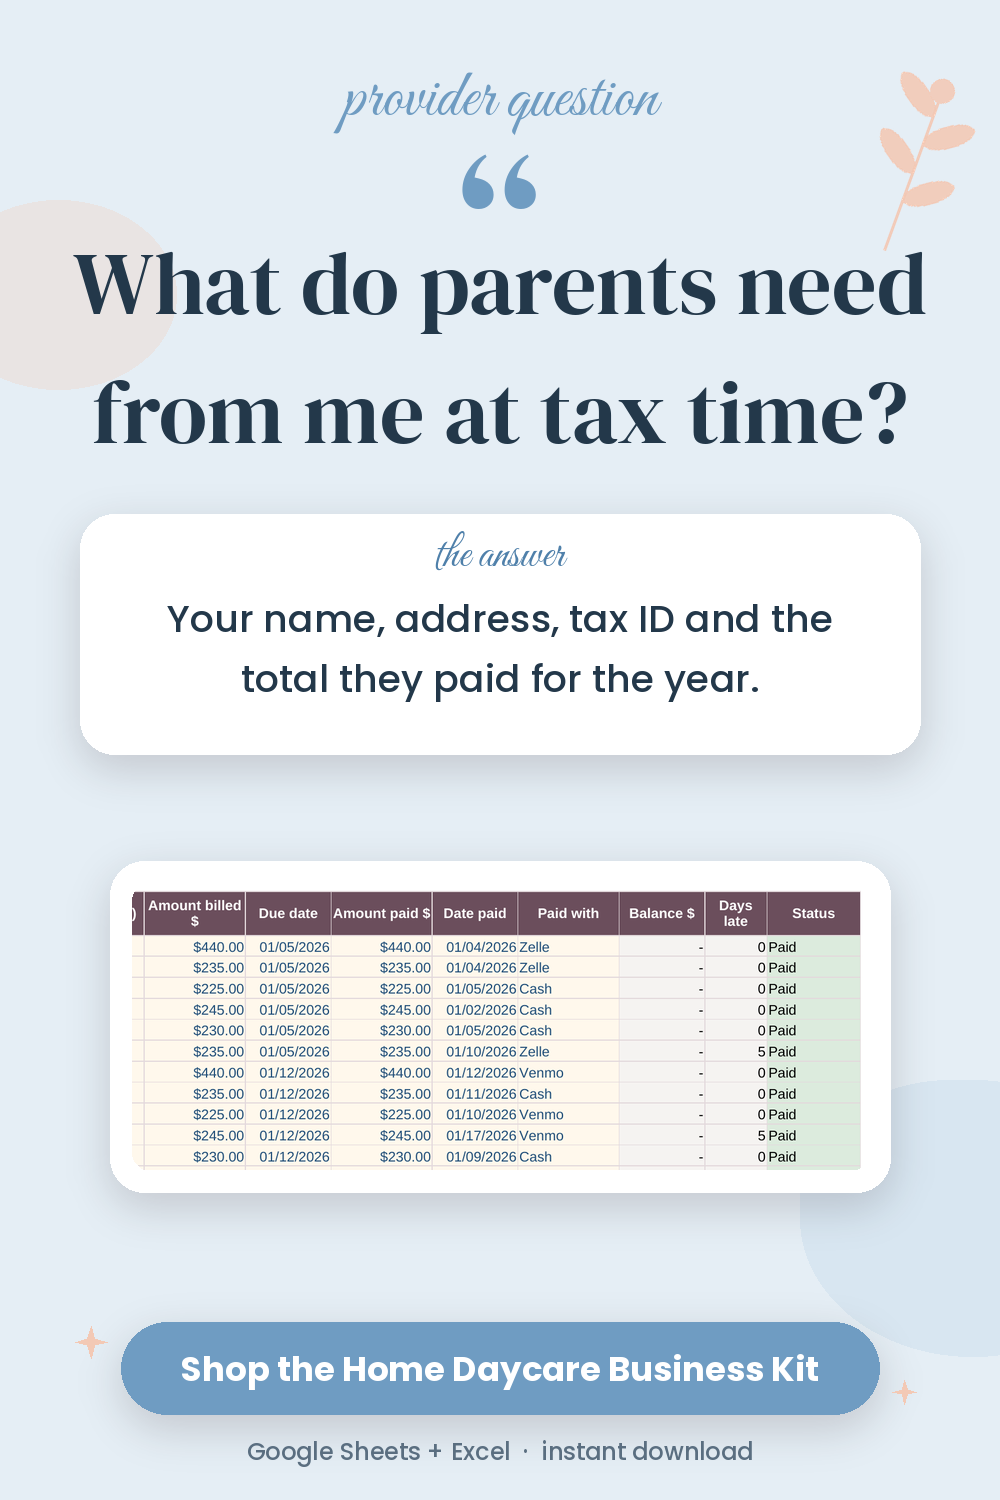 provider question
“
What do parents need
from me at tax time?
the answer
Your name, address, tax ID and the
total they paid for the year.
) Amount billed $ Due date Amount paid $ Date paid Paid with Balance $ Days late Status
$440.00 01/05/2026 $440.00 01/04/2026 Zelle - 0 Paid
$235.00 01/05/2026 $235.00 01/04/2026 Zelle - 0 Paid
$225.00 01/05/2026 $225.00 01/05/2026 Cash - 0 Paid
$245.00 01/05/2026 $245.00 01/02/2026 Cash - 0 Paid
$230.00 01/05/2026 $230.00 01/05/2026 Cash - 0 Paid
$235.00 01/05/2026 $235.00 01/10/2026 Zelle - 5 Paid
$440.00 01/12/2026 $440.00 01/12/2026 Venmo - 0 Paid
$235.00 01/12/2026 $235.00 01/11/2026 Cash - 0 Paid
$225.00 01/12/2026 $225.00 01/10/2026 Venmo - 0 Paid
$245.00 01/12/2026 $245.00 01/17/2026 Venmo - 5 Paid
$230.00 01/12/2026 $230.00 01/09/2026 Cash - 0 Paid
Shop the Home Daycare Business Kit
Google Sheets + Excel · instant download